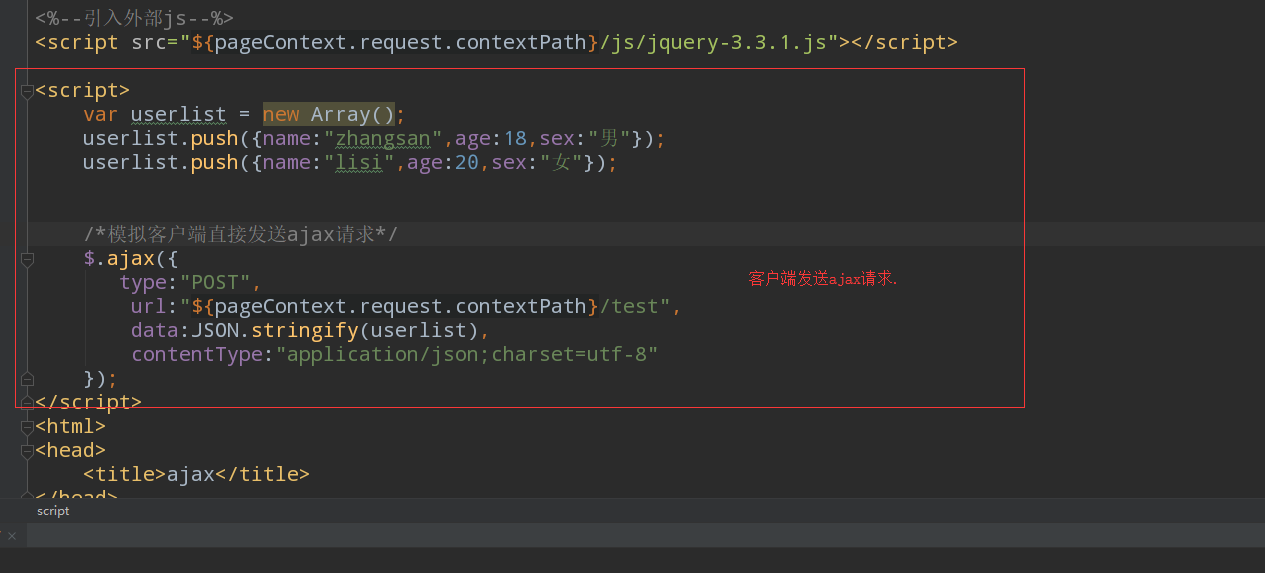 <%--引入外部js--%>
<script src="${pageContext.request.contextPath}/js/jquery-3.3.1.js"></script>
<script>
var userlist = new Array();
userlist.push({name:"zhangsan",age:18,sex:"男"});
userlist.push({name:"lisi",age:20,sex:"女"});
/*模拟客户端直接发送ajax请求*/
$.ajax({
type:"POST",
客户端发送ajax请求.
url:"${pageContext.request.contextPath}/test",
data:JSON.stringify(userlist),
contentType:"application/json;charset=utf-8"
});
</script>
<html>
<head>
<title>ajax</title>
</head>
script